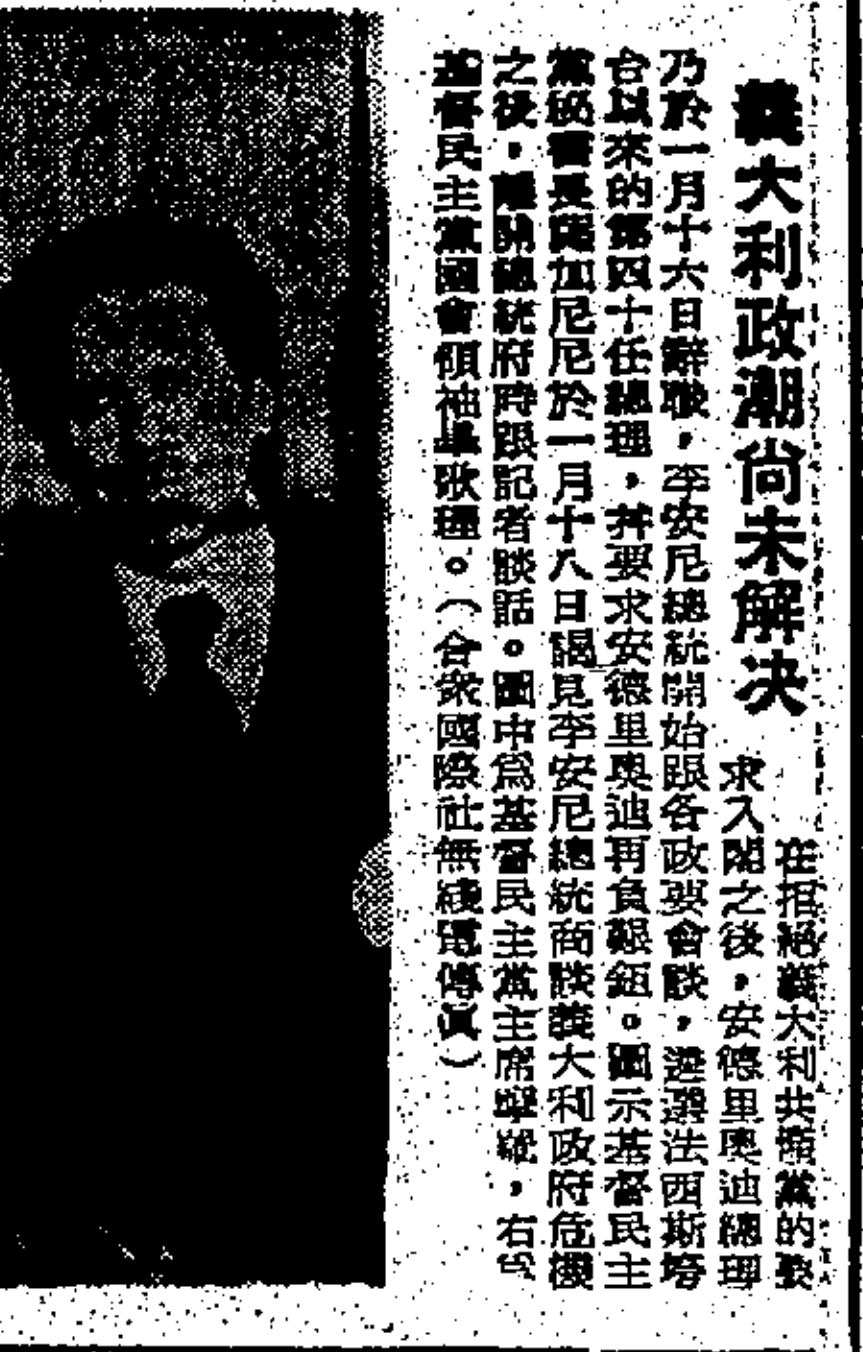 義大利政潮尚未解決
在拒絕義大利共產黨的要
求入閣之後，安德里奧迪總理
乃於一月十六日辭職，李安尼總統開始跟各政要會談，遴選法西斯垮
台以來的第四十任總理，並要求安德里奧迪再負艱鉅。圖示基督民主
黨秘書長薩加尼尼於一月十八日謁見李安尼總統商談義大利政府危機
之後，離開總統府時跟記者談話。圖中為基督民主黨主席，右為
基督民主黨國會領袖皮歌理。（合眾國際社無線電傳真）